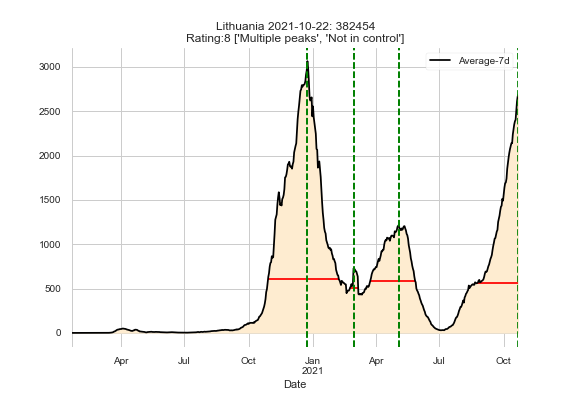 Lithuania 2021-10-22: 382454
Rating:8 ['Multiple peaks', 'Not in control']
Average-7d
3000
2500
2000
1500
1000
500
0
Apr
Jul
Oct
Jan
2021
Apr
Jul
Oct
Date